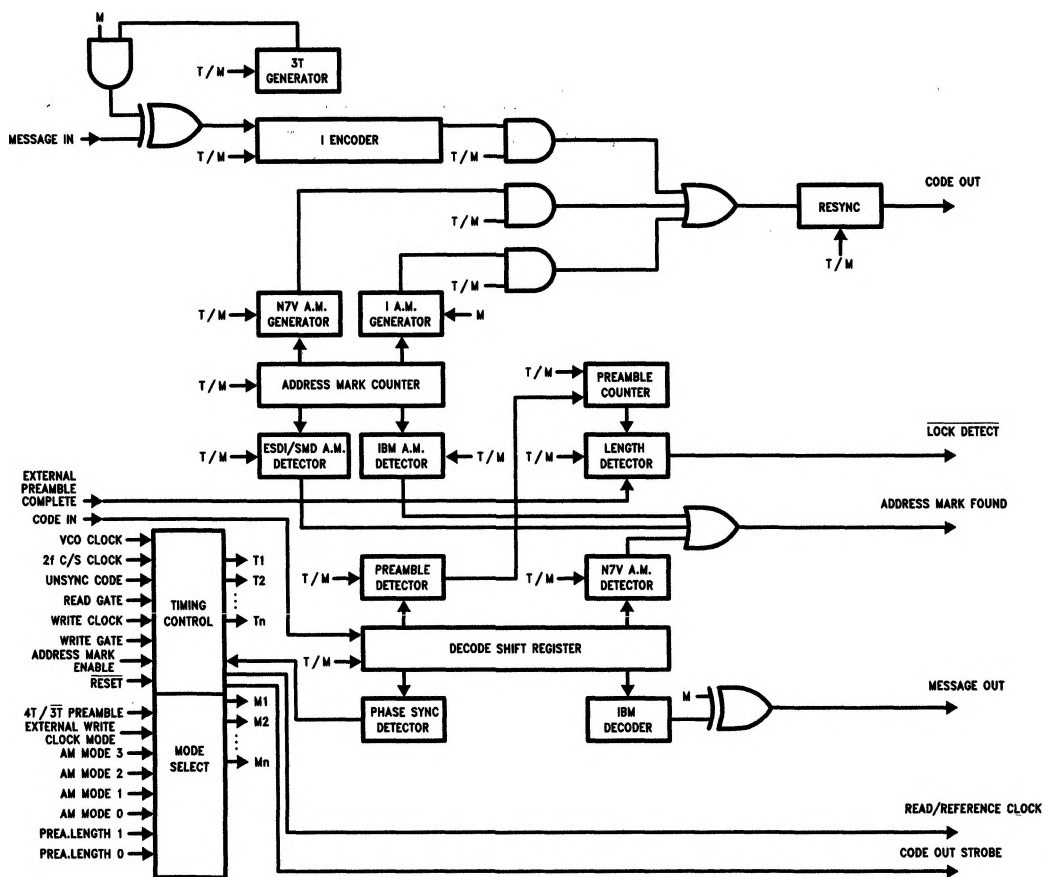 M
T/M
3T
GENERATOR
MESSAGE IN
T/M
I ENCODER
T/M
CODE OUT
T/M
RESYNC
T/M
T/M
T/M
N7V A.M.
GENERATOR
I A.M.
GENERATOR
M
T/M
ADDRESS MARK COUNTER
T/M
PREAMBLE
COUNTER
T/M
ESDI/SMD A.M.
DETECTOR
IBM A.M.
DETECTOR
T/M
T/M
LENGTH
DETECTOR
LOCK DETECT
EXTERNAL
PREAMBLE
COMPLETE
CODE IN
ADDRESS MARK FOUND
VCO CLOCK
2f C/S CLOCK
UNSYNC CODE
READ GATE
WRITE CLOCK
WRITE GATE
ADDRESS MARK
ENABLE
RESET
TIMING
CONTROL
T1
T2
Tn
T/M
PREAMBLE
DETECTOR
T/M
N7V A.M.
DETECTOR
T/M
DECODE SHIFT REGISTER
PHASE SYNC
DETECTOR
IBM
DECODER
M
MESSAGE OUT
4T/3T PREAMBLE
EXTERNAL WRITE
CLOCK MODE
AM MODE 3
AM MODE 2
AM MODE 1
AM MODE 0
PREA.LENGTH 1
PREA.LENGTH 0
MODE
SELECT
M1
M2
Mn
READ/REFERENCE CLOCK
CODE OUT STROBE